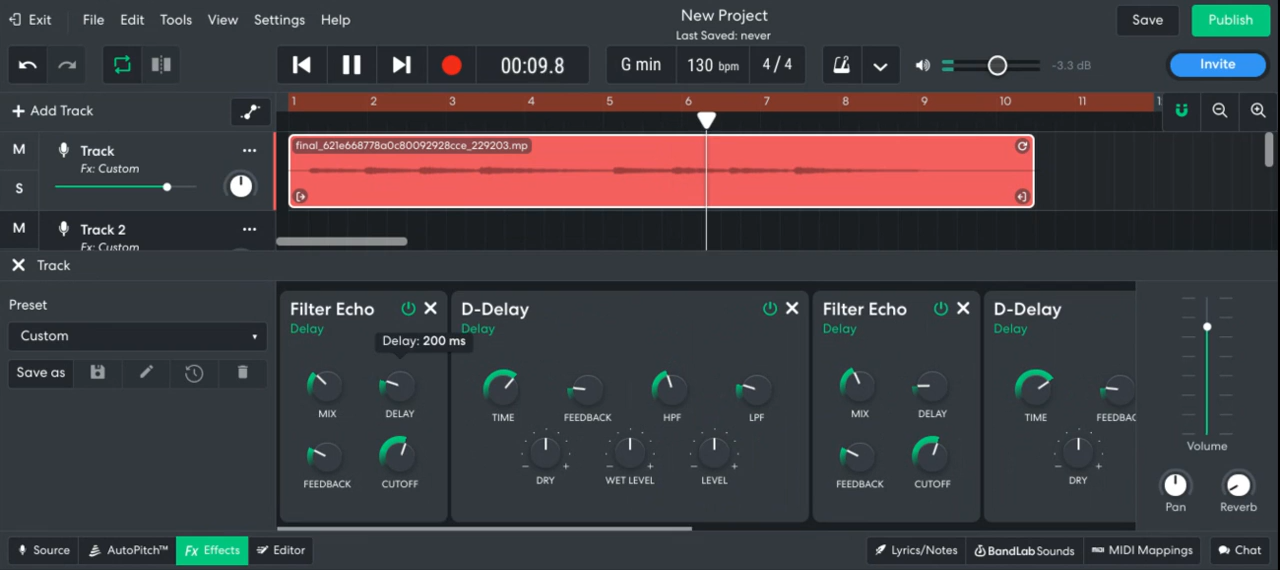 Exit File Edit Tools View Settings Help
New Project
Last Saved: never
Save Publish
00:09.8 G min 130 bpm 4 / 4 -3.3 dB Invite
+ Add Track
1 2 3 4 5 6 7 8 9 10 11
M Track
Fx: Custom
S
final_621e668778a0c80092928cce_229203.mp
M Track 2
Fx: Custom
Track
Preset
Custom
Save as
Filter Echo
Delay
Delay: 200 ms
MIX DELAY
FEEDBACK CUTOFF
D-Delay
Delay
TIME FEEDBACK HPF LPF
DRY WET LEVEL LEVEL
Filter Echo
Delay
MIX DELAY
FEEDBACK CUTOFF
D-Delay
Delay
TIME FEEDBAC
DRY
Volume
Pan Reverb
Source AutoPitch™ Fx Effects Editor Lyrics/Notes BandLab Sounds MIDI Mappings Chat